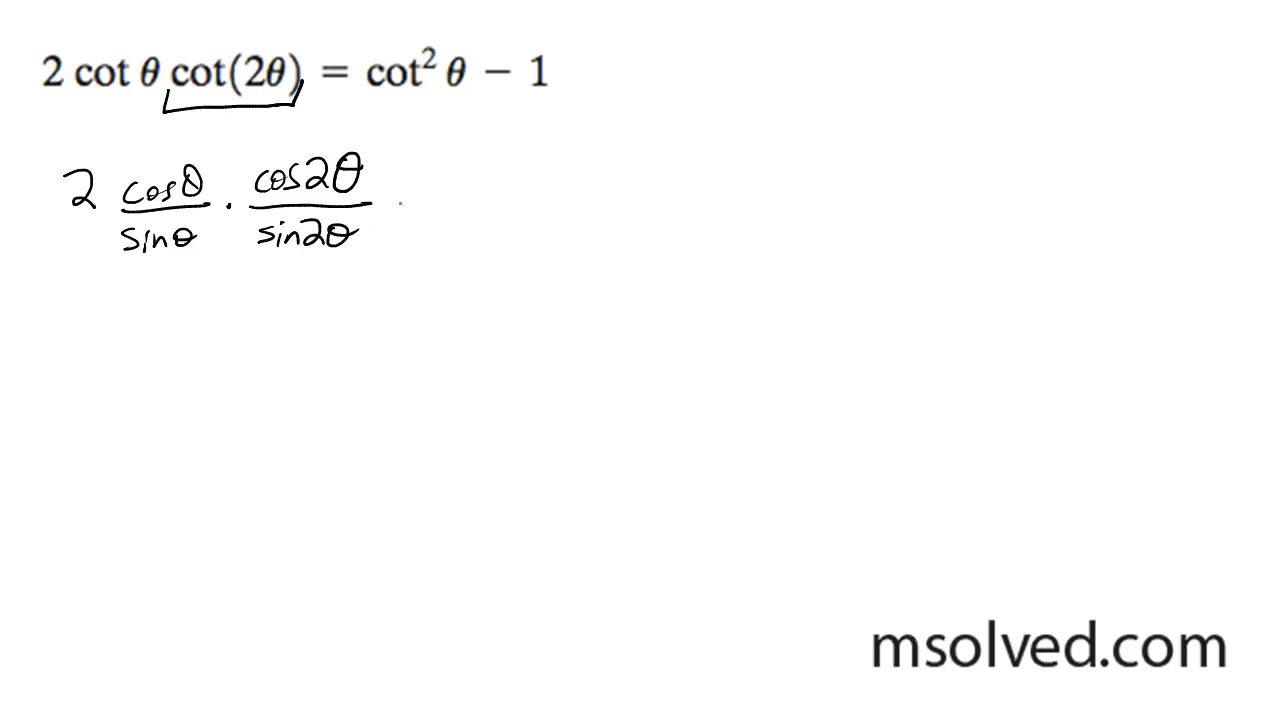 2 cot θ cot(2θ) = cot² θ − 1
2 cosθ/sinθ · cos2θ/sin2θ
msolved.com